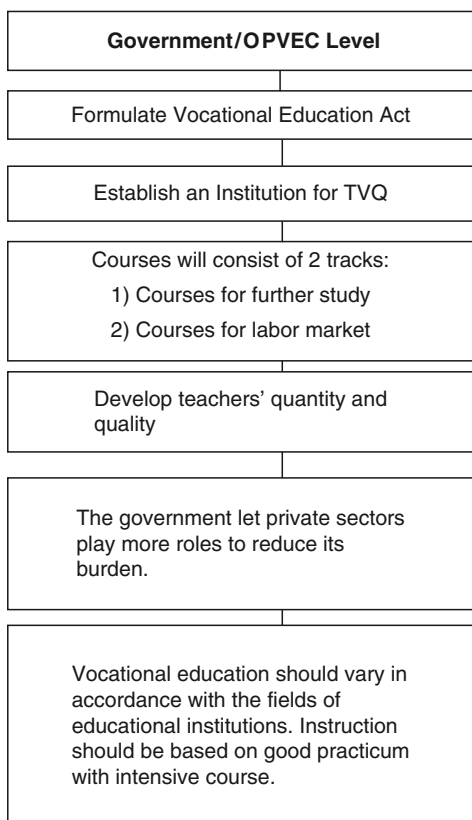 Government/OPVEC Level
Formulate Vocational Education Act
Establish an Institution for TVQ
Courses will consist of 2 tracks:
1) Courses for further study
2) Courses for labor market
Develop teachers' quantity and
quality
The government let private sectors
play more roles to reduce its
burden.
Vocational education should vary in
accordance with the fields of
educational institutions. Instruction
should be based on good practicum
with intensive course.